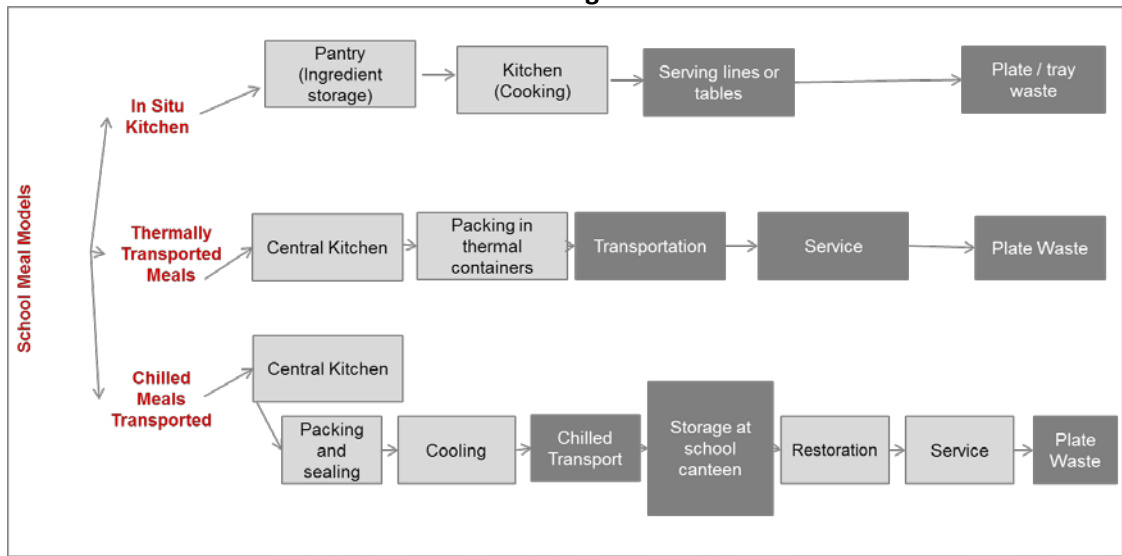 School Meal Models
In Situ
Kitchen
Pantry
(Ingredient
storage)
Kitchen
(Cooking)
Serving lines or
tables
Plate / tray
waste
Thermally
Transported
Meals
Central Kitchen
Packing in
thermal
containers
Transportation
Service
Plate Waste
Chilled
Meals
Transported
Central Kitchen
Packing
and
sealing
Cooling
Chilled
Transport
Storage at
school
canteen
Restoration
Service
Plate
Waste